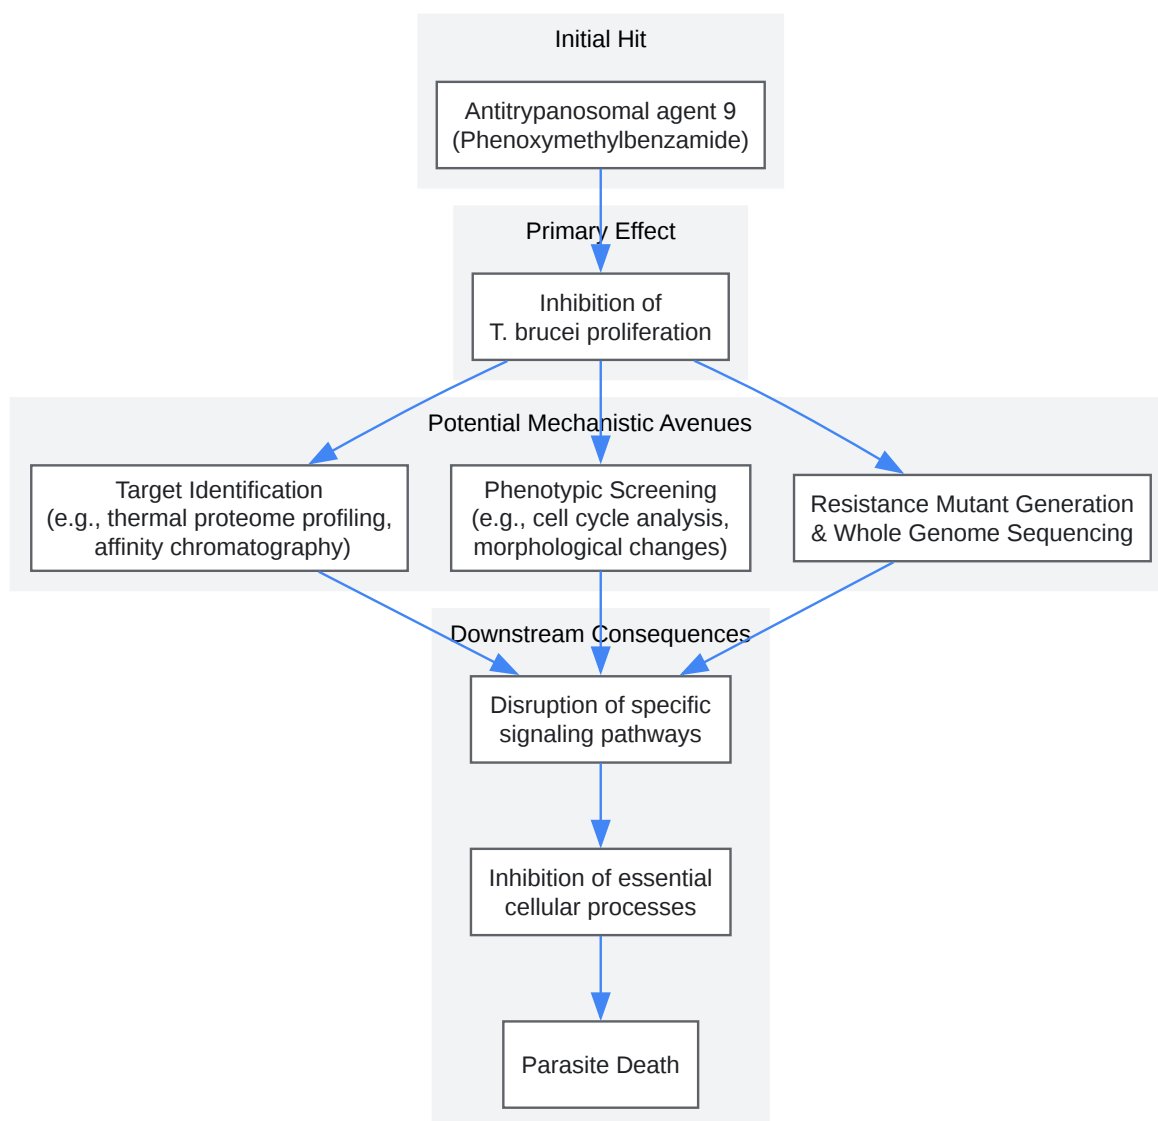 Initial Hit
Antitrypanosomal agent 9
(Phenoxymethylbenzamide)
Primary Effect
Inhibition of
T. brucei proliferation
Potential Mechanistic Avenues
Target Identification
(e.g., thermal proteome profiling,
affinity chromatography)
Phenotypic Screening
(e.g., cell cycle analysis,
morphological changes)
Resistance Mutant Generation
& Whole Genome Sequencing
Downstream Consequences
Disruption of specific
signaling pathways
Inhibition of essential
cellular processes
Parasite Death